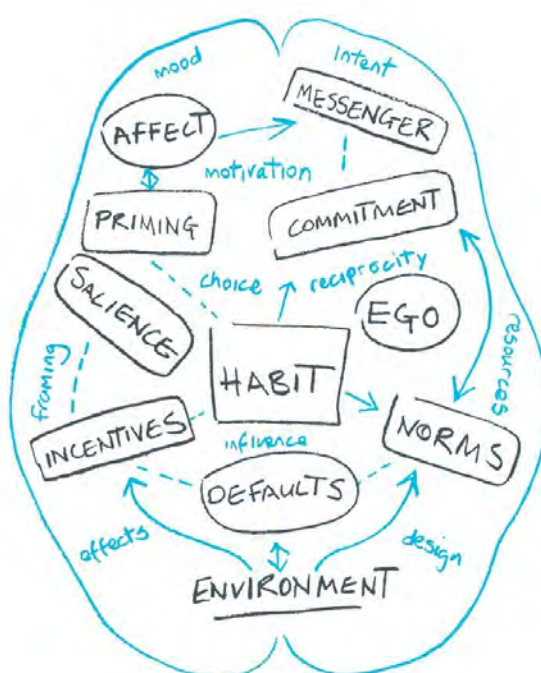 mood
Intent
AFFECT
MESSENGER
motivation
PRIMING
COMMITMENT
choice
reciprocity
SALIENCE
EGO
framing
HABIT
resources
INCENTIVES
influence
NORMS
DEFAULTS
effects
design
ENVIRONMENT